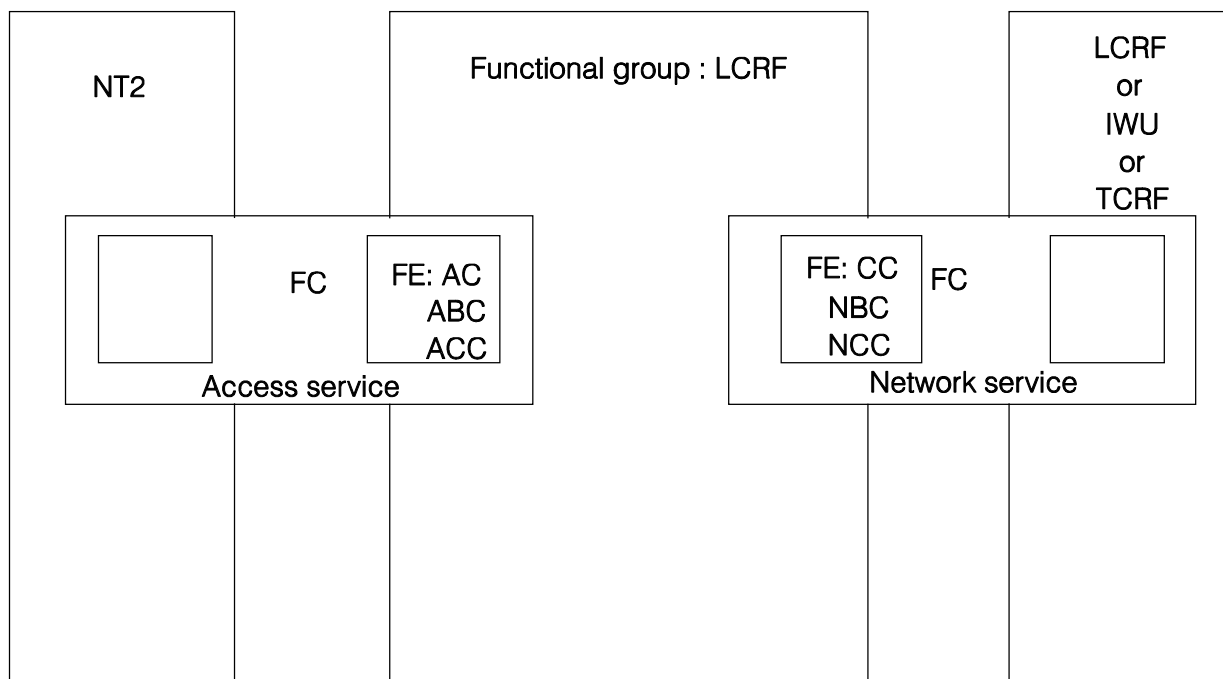 NT2
Functional group : LCRF
LCRF
or
IWU
or
TCRF
FC
FE: AC
ABC
ACC
Access service
FE: CC
NBC
NCC
FC
Network service